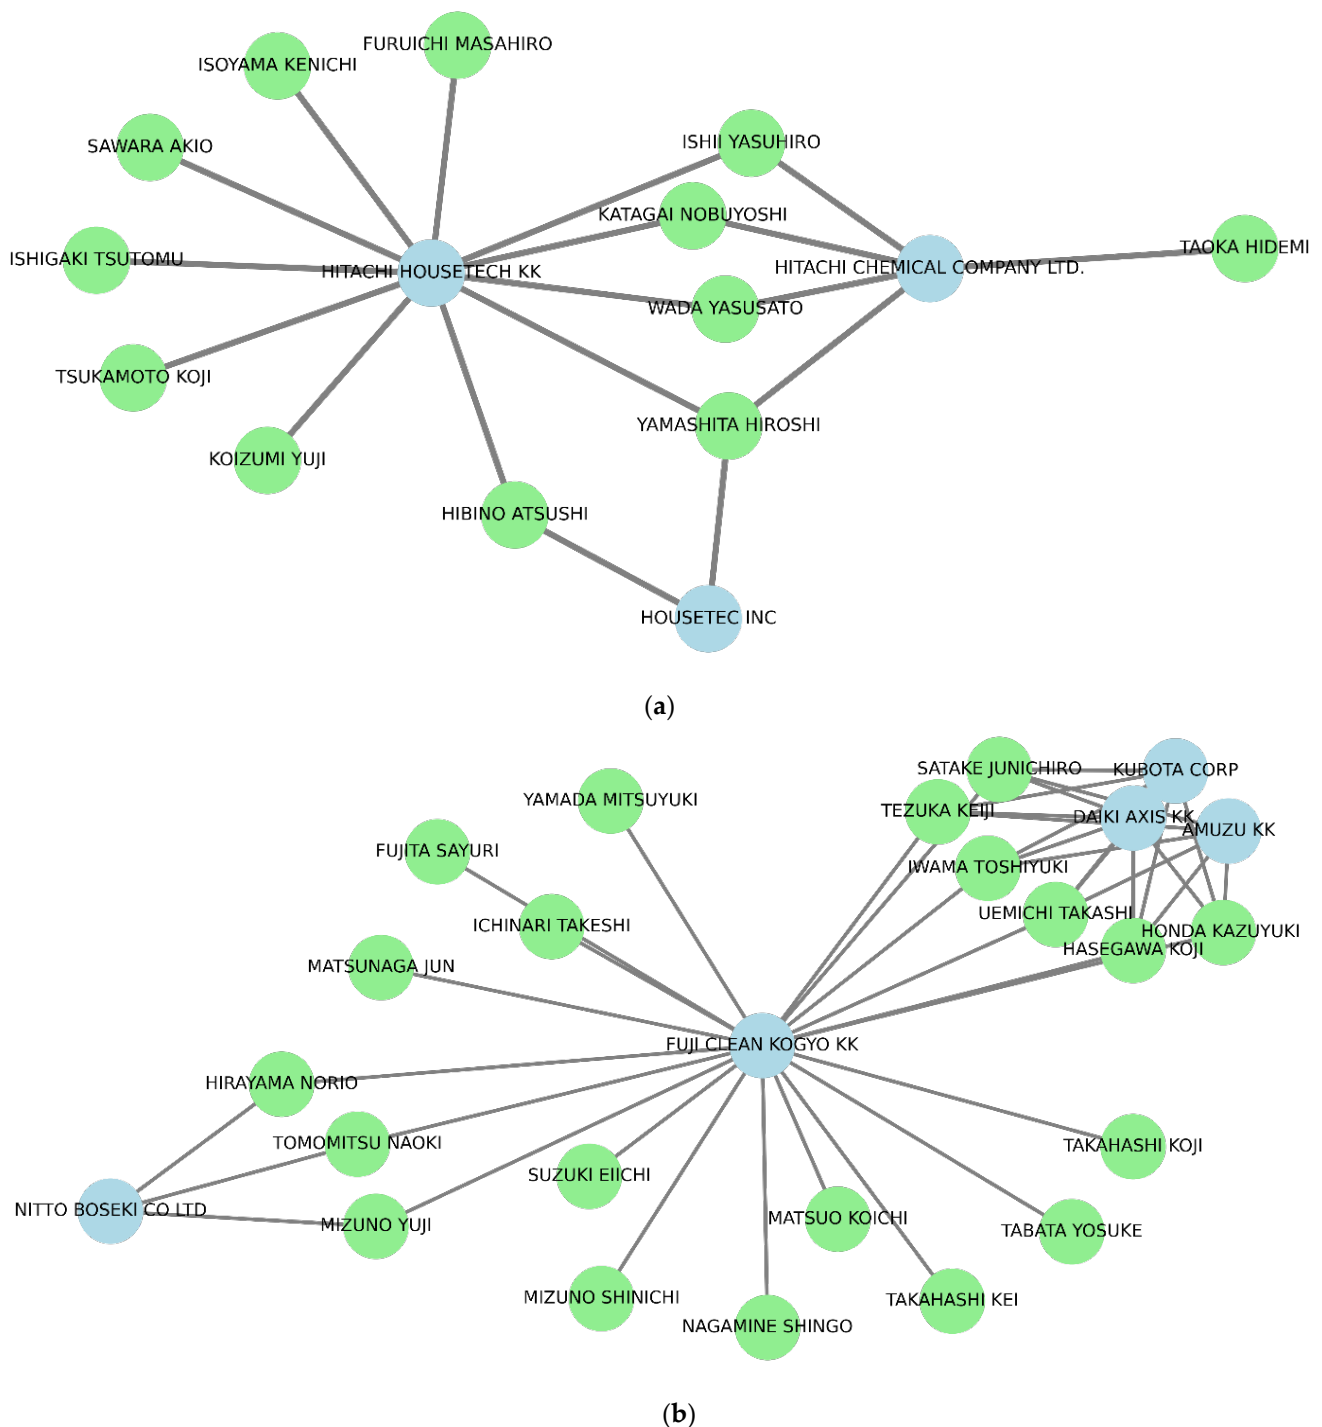 FURUICHI MASAHIRO
ISOYAMA KENICHI
SAWARA AKIO
ISHII YASUHIRO
KATAGAI NOBUYOSHI
TAOKA HIDEMI
ISHIGAKI TSUTOMU
HITACHI HOUSETECH KK
HITACHI CHEMICAL COMPANY LTD.
WADA YASUSATO
TSUKAMOTO KOJI
YAMASHITA HIROSHI
KOIZUMI YUJI
HIBINO ATSUSHI
HOUSETEC INC
(a)
SATAKE JUNICHIRO
KUBOTA CORP
YAMADA MITSUYUKI
TEZUKA KEIJI
DAIKI AXIS KK
AMUZU KK
FUJITA SAYURI
IWAMA TOSHIYUKI
ICHINARI TAKESHI
UEMICHI TAKASHI
HONDA KAZUYUKI
HASEGAWA KOJI
MATSUNAGA JUN
FUJI CLEAN KOGYO KK
HIRAYAMA NORIO
TOMOMITSU NAOKI
TAKAHASHI KOJI
SUZUKI EIICHI
NITTO BOSEKI CO LTD
MIZUNO YUJI
MATSUO KOICHI
TABATA YOSUKE
MIZUNO SHINICHI
TAKAHASHI KEI
NAGAMINE SHINGO
(b)